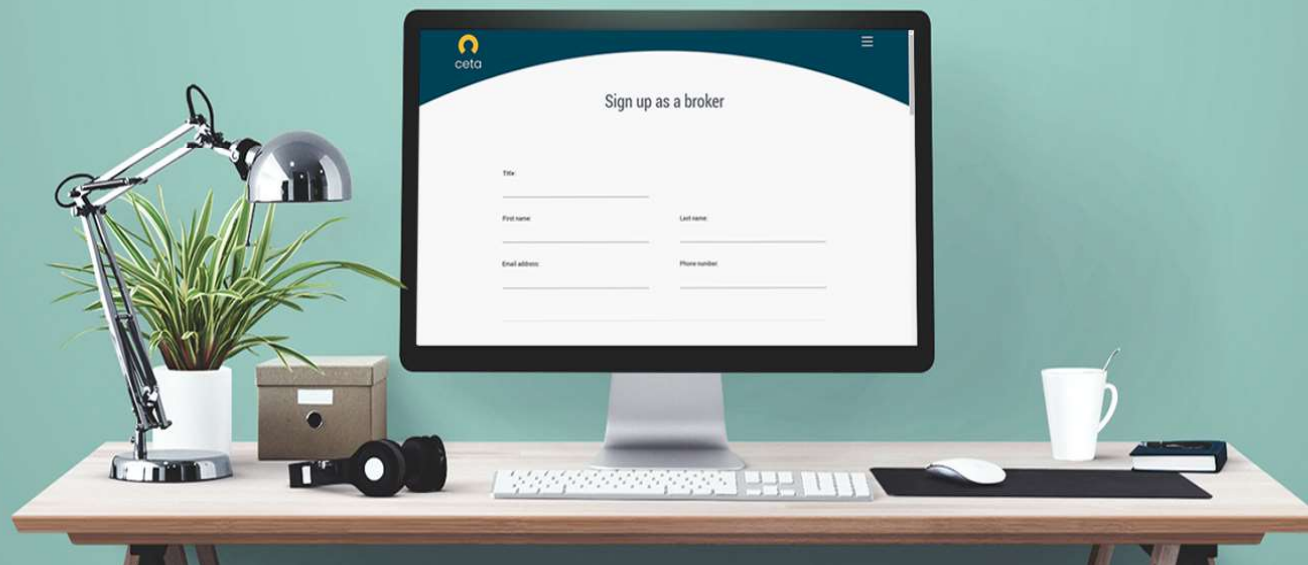 ceta
Sign up as a broker
Title:
First name:
Last name:
Email address:
Phone number: